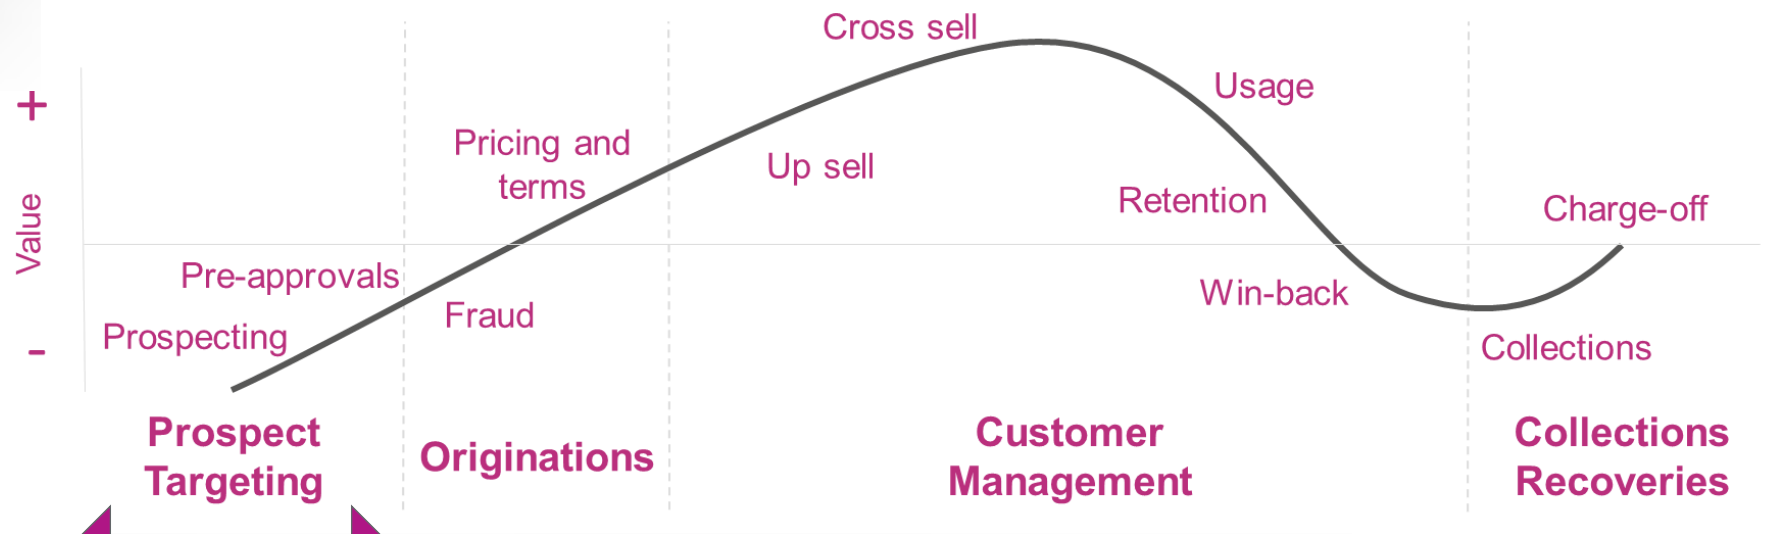 Cross sell
+
Usage
Pricing and
terms
Up sell
Value
Retention
Charge-off
Pre-approvals
Win-back
Fraud
Prospecting
-
Collections
Prospect
Targeting
Originations
Customer
Management
Collections
Recoveries